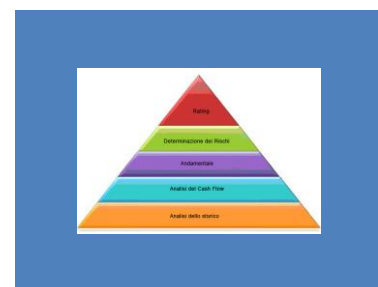 Rating
Determinazione dei Rischi
Andamentale
Analisi del Cash Flow
Analisi dello storico